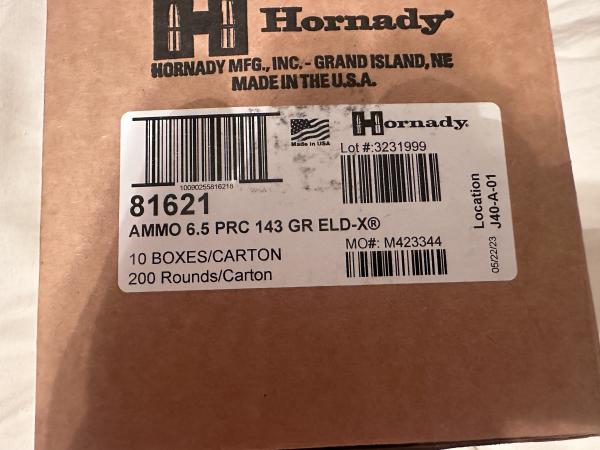 Hornady®
HORNADY MFG., INC. - GRAND ISLAND, NE
MADE IN THE U.S.A.
Made in USA
Hornady.
Lot #:3231999
10090255816218
81621
AMMO 6.5 PRC 143 GR ELD-X®
10 BOXES/CARTON
200 Rounds/Carton
MO#: M423344
Location
J40-A-01
05/22/23